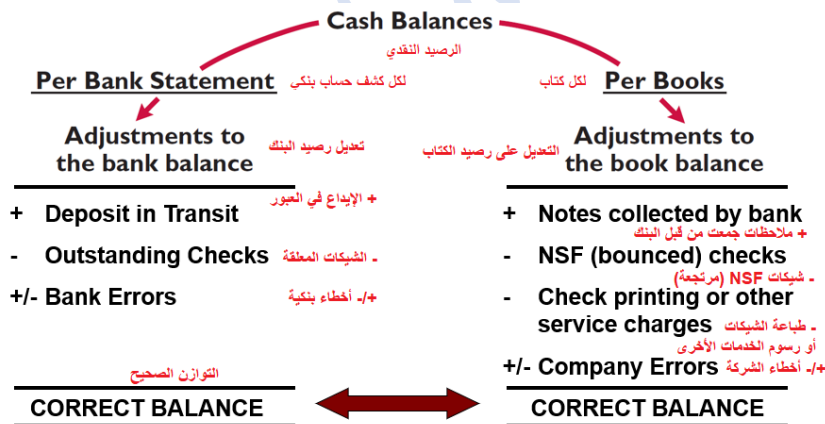 Cash Balances
الرصيد النقدي
Per Bank Statement لكل كشف حساب بنكي
Adjustments to
the bank balance
تعديل رصيد البنك
+ Deposit in Transit + الإيداع في العبور
- Outstanding Checks - الشيكات المعلقة
+/- Bank Errors +/- أخطاء بنكية
التوازن الصحيح
CORRECT BALANCE
لكل كتاب Per Books
Adjustments to
the book balance
التعديل على رصيد الكتاب
+ Notes collected by bank
+ ملاحظات جمعت من قبل البنك
- NSF (bounced) checks
- شيكات NSF (مرتجعة)
- Check printing or other
service charges - طباعة الشيكات
أو رسوم الخدمات الأخرى
+/- Company Errors +/- أخطاء الشركة
CORRECT BALANCE